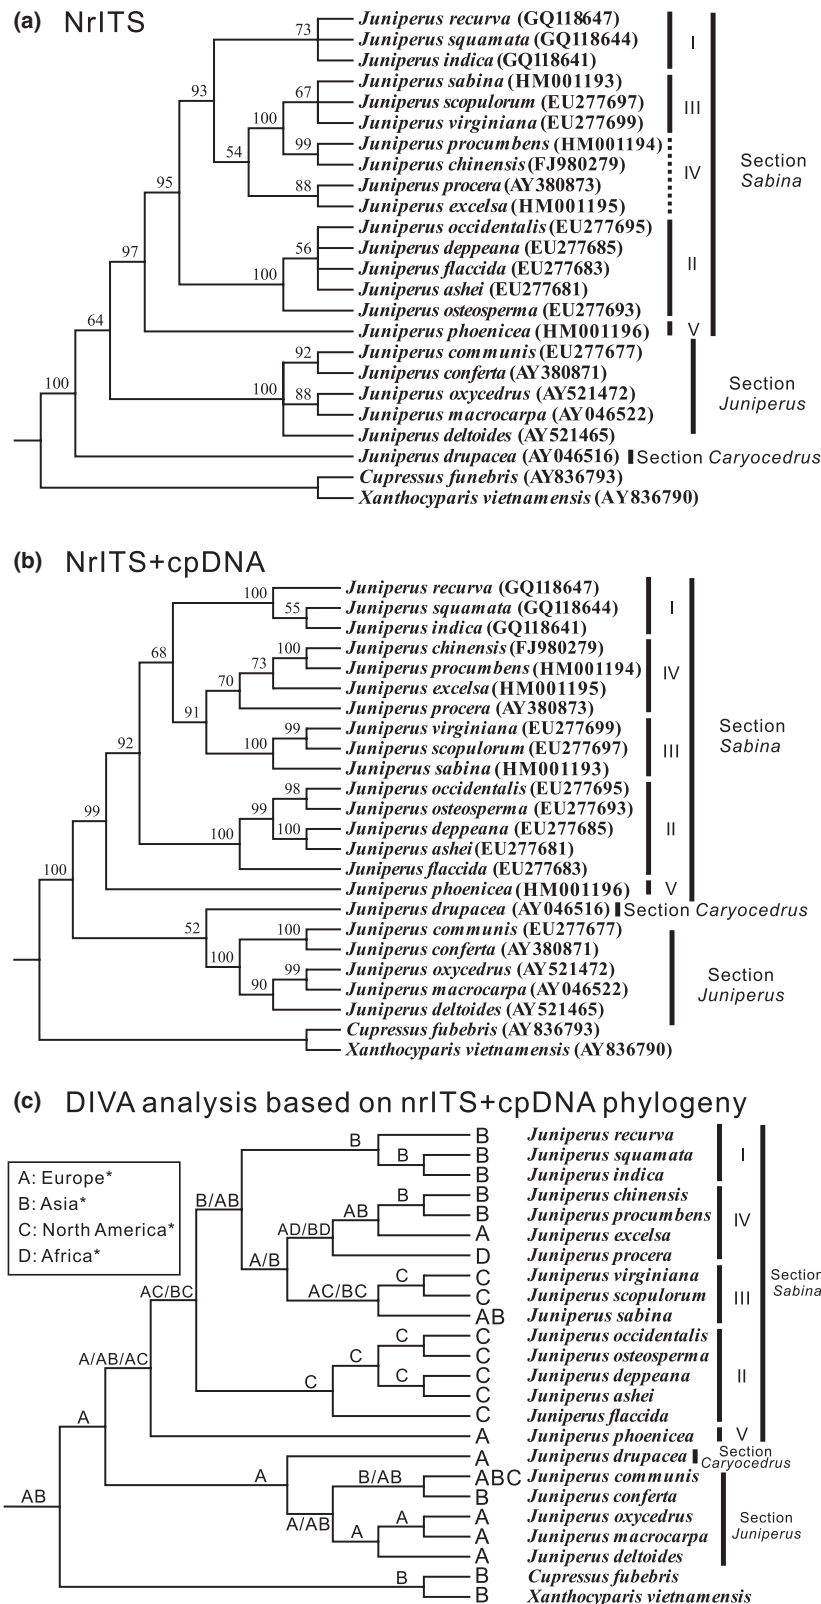 (a) NrITS
73 Juniperus recurva (GQ118647)
Juniperus squamata (GQ118644) I
Juniperus indica (GQ118641)
93
67 Juniperus sabina (HM001193)
Juniperus scopulorum (EU277697) III
100 Juniperus virginiana (EU277699)
54
99 Juniperus procumbens (HM001194)
Juniperus chinensis (FJ980279) IV
88 Juniperus procera (AY380873)
Juniperus excelsa (HM001195)
Section
Sabina
95
56 Juniperus occidentalis (EU277695)
Juniperus deppeana (EU277685)
Juniperus flaccida (EU277683) II
100 Juniperus ashei (EU277681)
Juniperus osteosperma (EU277693)
97
Juniperus phoenicea (HM001196) V
64
92 Juniperus communis (EU277677)
Juniperus conferta (AY380871)
100 88 Juniperus oxycedrus (AY521472)
Juniperus macrocarpa (AY046522)
Juniperus deltoides (AY521465)
Section
Juniperus
100
Juniperus drupacea (AY046516) Section Caryocedrus
Cupressus funebris (AY836793)
Xanthocyparis vietnamensis (AY836790)
(b) NrITS+cpDNA
100 Juniperus recurva (GQ118647)
55 Juniperus squamata (GQ118644) I
Juniperus indica (GQ118641)
68
100 Juniperus chinensis (FJ980279)
73 Juniperus procumbens (HM001194) IV
70 Juniperus excelsa (HM001195)
Juniperus procera (AY380873)
91
99 Juniperus virginiana (EU277699)
100 Juniperus scopulorum (EU277697) III
Juniperus sabina (HM001193)
Section
Sabina
92
98 Juniperus occidentalis (EU277695)
99 Juniperus osteosperma (EU277693)
100 100 Juniperus deppeana (EU277685) II
Juniperus ashei (EU277681)
Juniperus flaccida (EU277683)
99
Juniperus phoenicea (HM001196) V
100
Juniperus drupacea (AY046516) Section Caryocedrus
52
100 Juniperus communis (EU277677)
100 Juniperus conferta (AY380871)
99 Juniperus oxycedrus (AY521472)
90 Juniperus macrocarpa (AY046522)
Juniperus deltoides (AY521465)
Section
Juniperus
Cupressus fubebris (AY836793)
Xanthocyparis vietnamensis (AY836790)
(c) DIVA analysis based on nrITS+cpDNA phylogeny
A: Europe*
B: Asia*
C: North America*
D: Africa*
B B Juniperus recurva
B B Juniperus squamata I
B Juniperus indica
B/AB
B B Juniperus chinensis
AB B Juniperus procumbens IV
AD/BD A Juniperus excelsa
D Juniperus procera
A/B
C C Juniperus virginiana
AC/BC C Juniperus scopulorum III
AB Juniperus sabina
Section
Sabina
AC/BC
C C Juniperus occidentalis
C C Juniperus osteosperma
C C C Juniperus deppeana II
C Juniperus ashei
C Juniperus flaccida
A/AB/AC
A Juniperus phoenicea V
A
A A Juniperus drupacea Section
Caryocedrus
B/AB ABC Juniperus communis
B Juniperus conferta
A/AB
A A Juniperus oxycedrus
A A Juniperus macrocarpa
A Juniperus deltoides
Section
Juniperus
AB
B B Cupressus fubebris
B Xanthocyparis vietnamensis